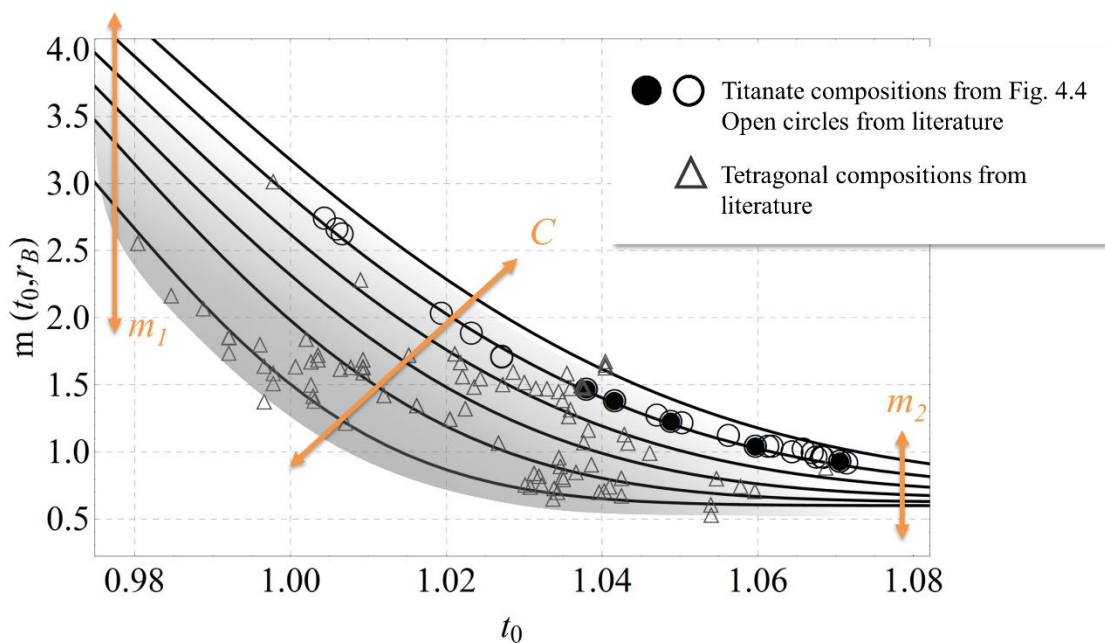 4.0
3.5
3.0
2.5
2.0
1.5
1.0
0.5
m (t₀,r_B)
m₁
C
m₂
Titanate compositions from Fig. 4.4
Open circles from literature
Tetragonal compositions from
literature
0.98 1.00 1.02 1.04 1.06 1.08
t₀